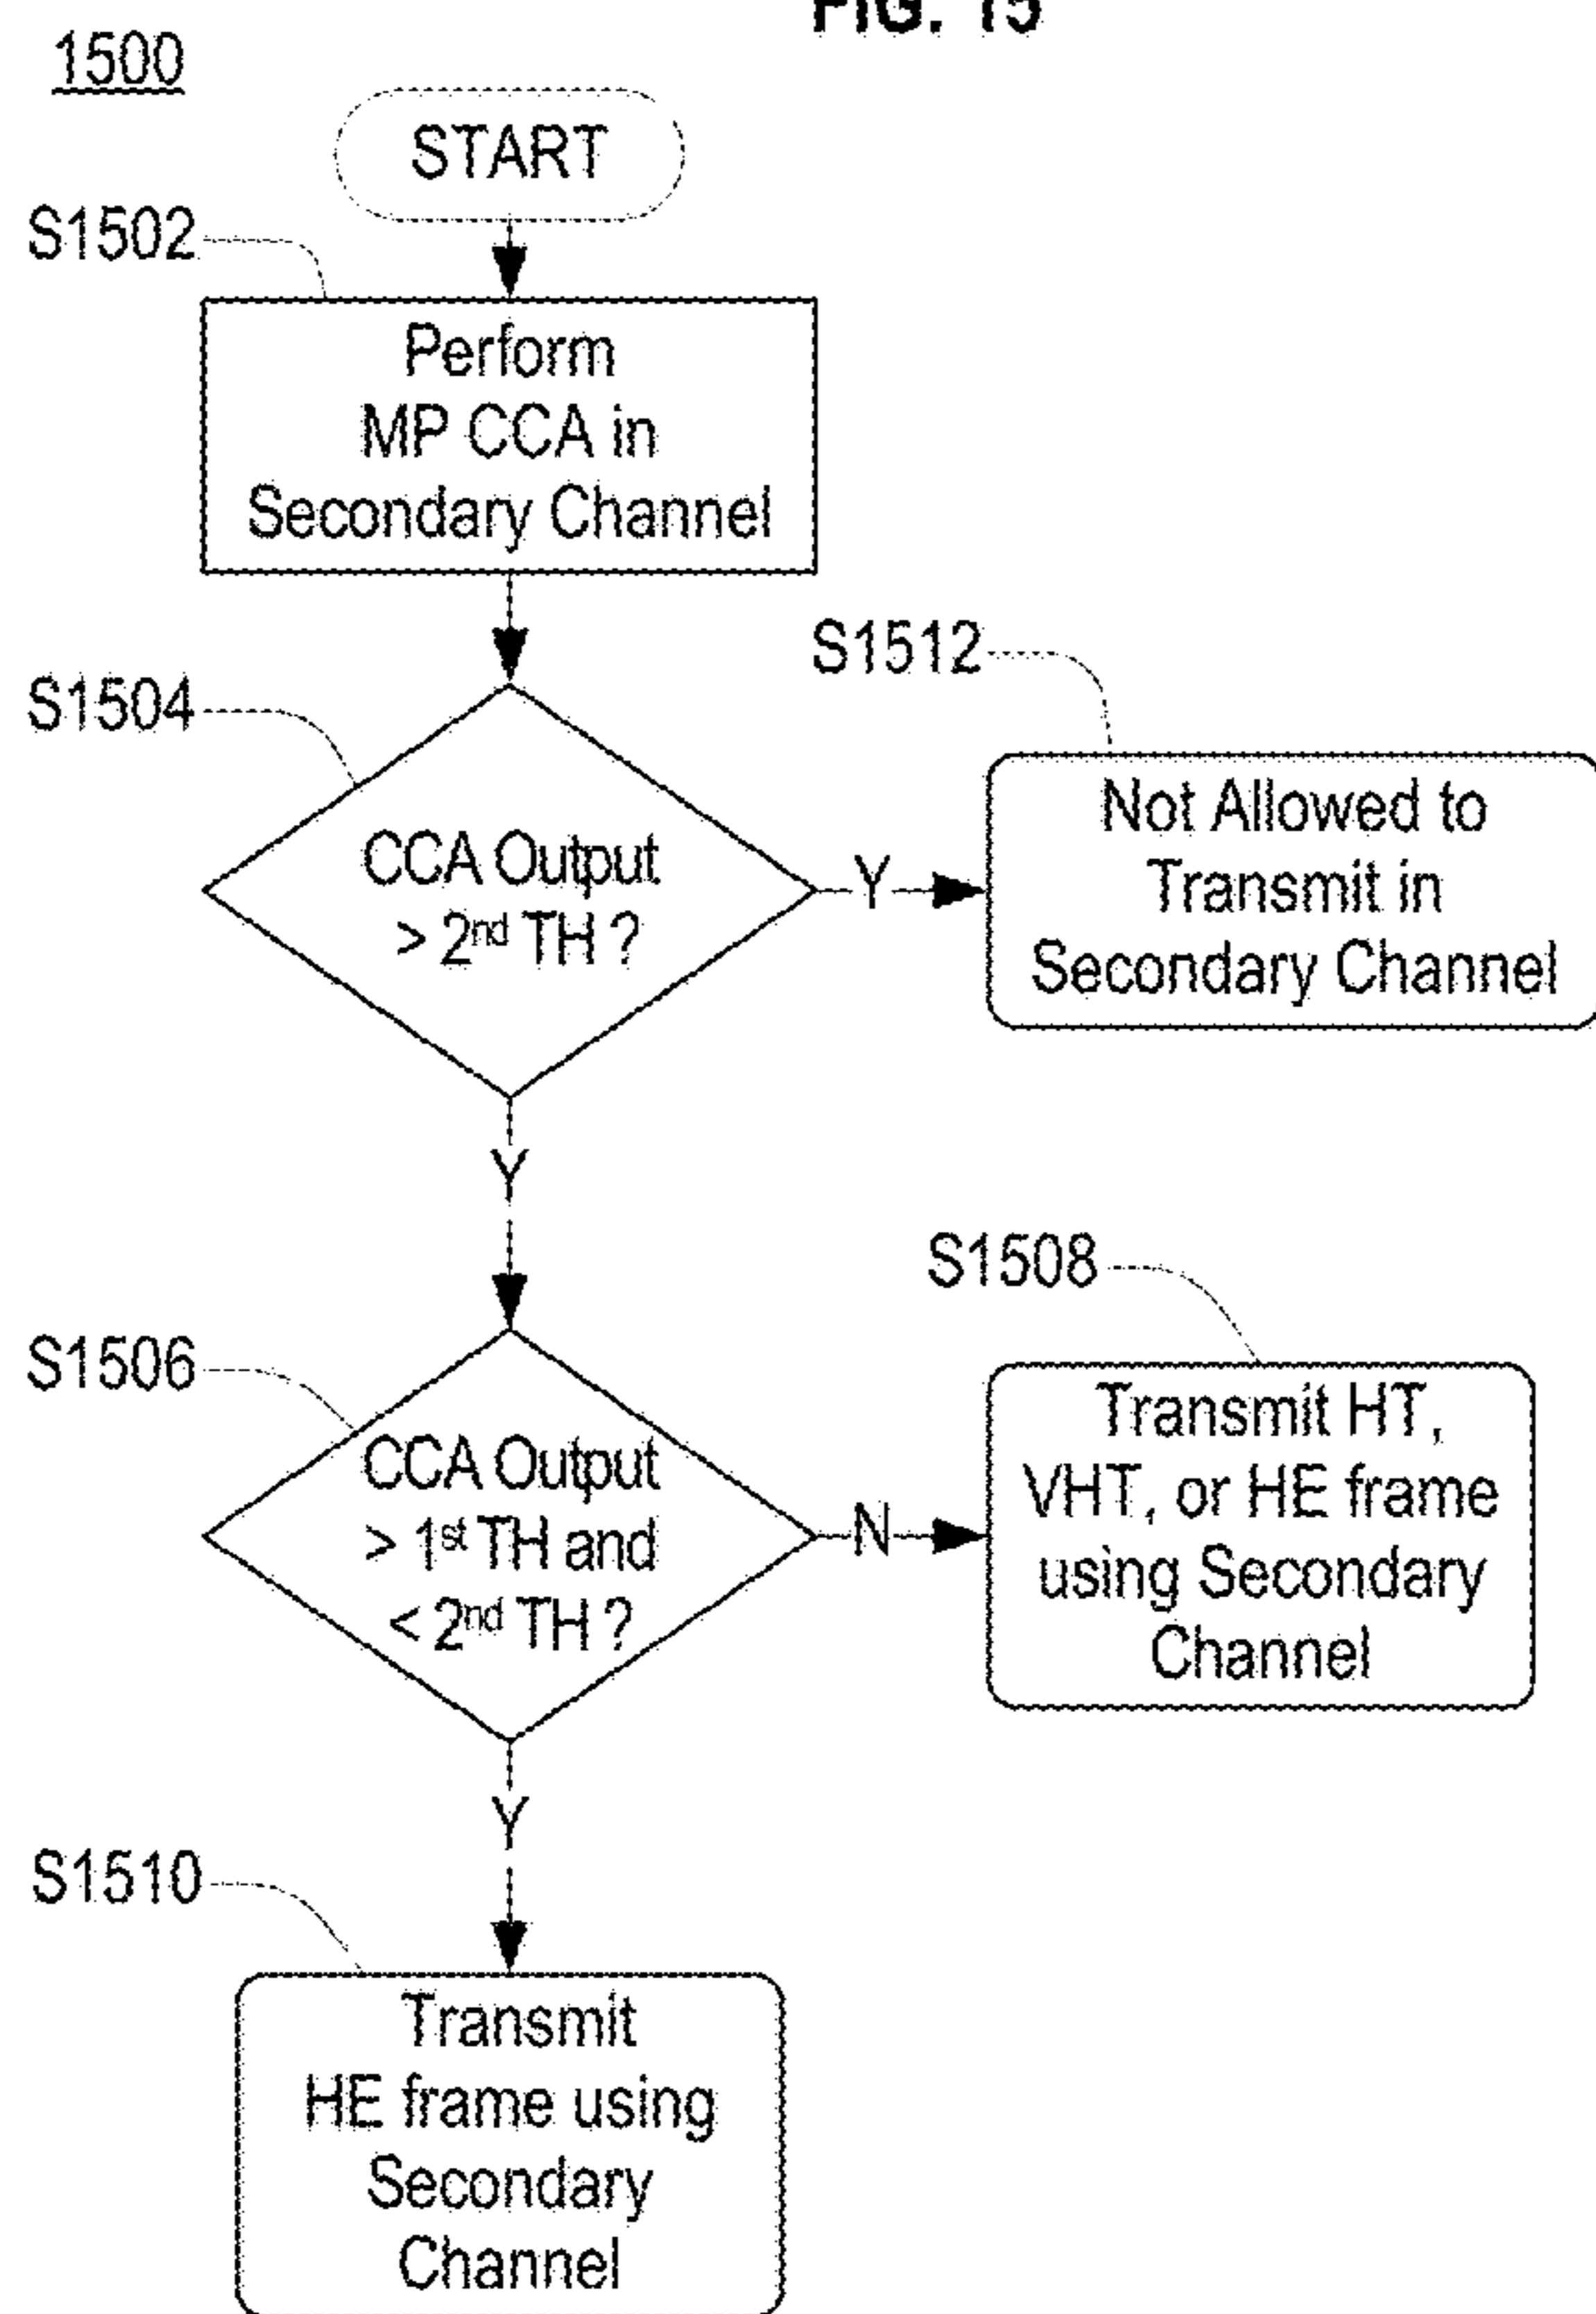 FIG. 15
1500
START
S1502
Perform
MP CCA in
Secondary Channel
S1504
CCA Output
> 2nd TH ?
Y
S1512
Not Allowed to
Transmit in
Secondary Channel
Y
S1506
CCA Output
> 1st TH and
< 2nd TH ?
N
S1508
Transmit HT,
VHT, or HE frame
using Secondary
Channel
Y
S1510
Transmit
HE frame using
Secondary
Channel